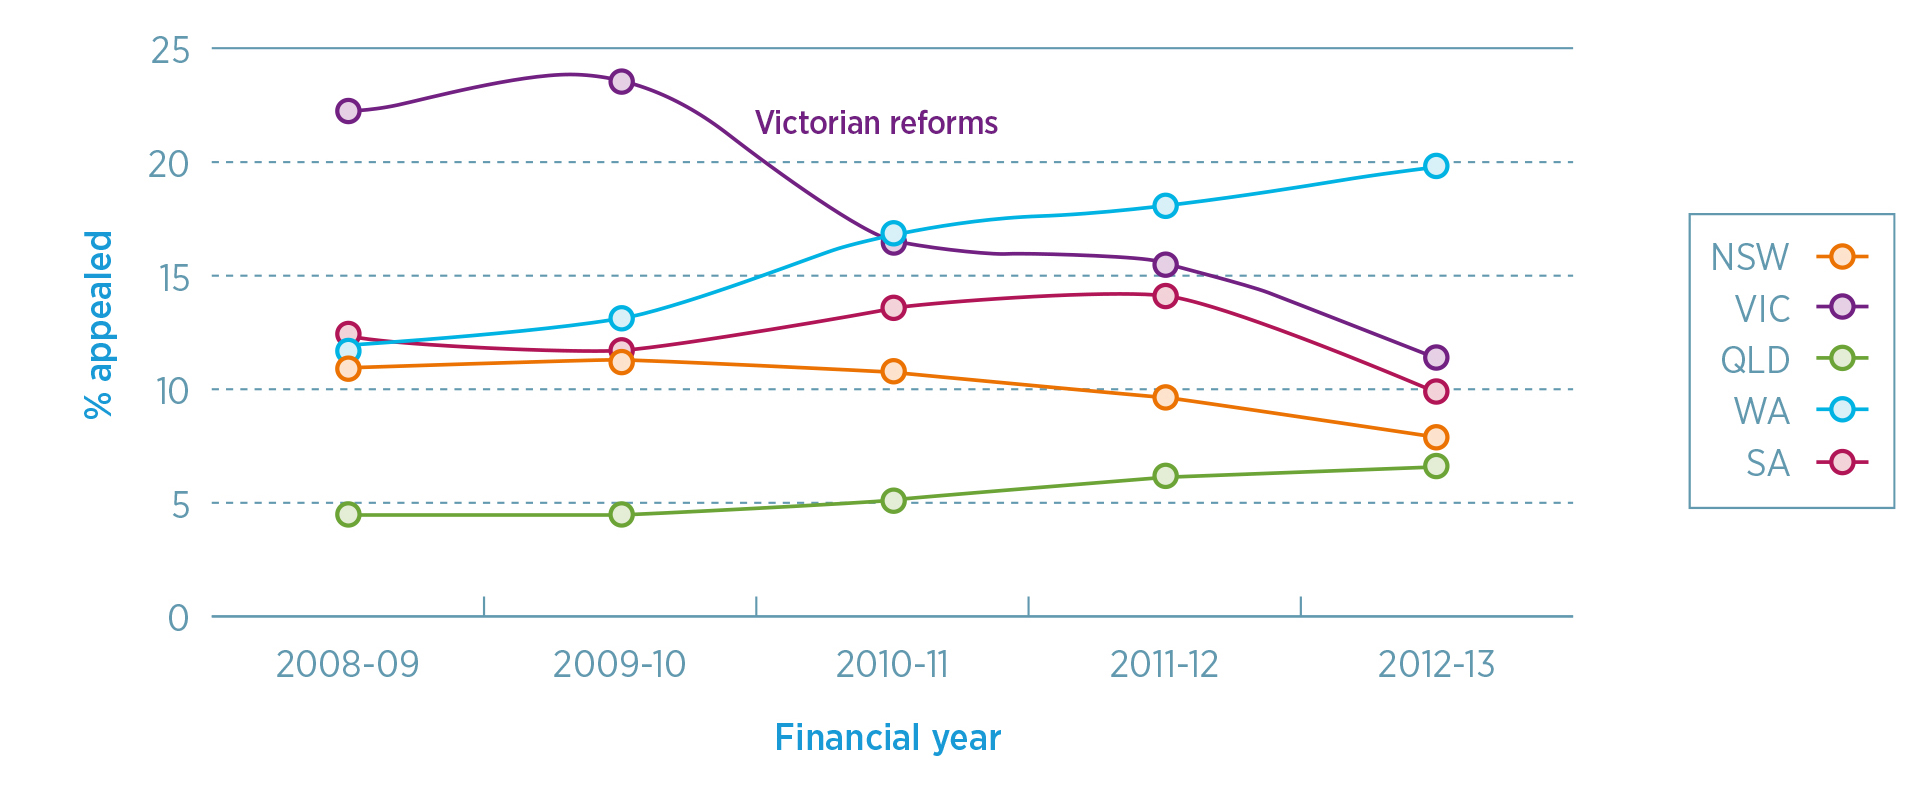 25
Victorian reforms
20
15
10
5
0
% appealed
2008-09 2009-10 2010-11 2011-12 2012-13
Financial year
NSW
VIC
QLD
WA
SA